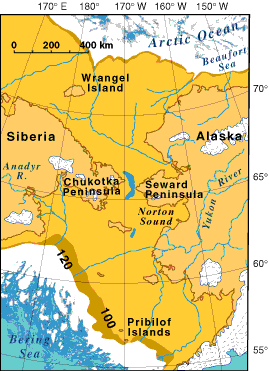 170° E 180° 170° W 160° W 150° W
0 200 400 km
Arctic Ocean
Beaufort
Sea
Wrangel
Island
70°
Siberia
Alaska
Anadyr
R.
Chukotka
Peninsula
Seward
Peninsula
65°
River
Yukon
Norton
Sound
120
60°
100
Pribilof
Islands
Bering
Sea
55°